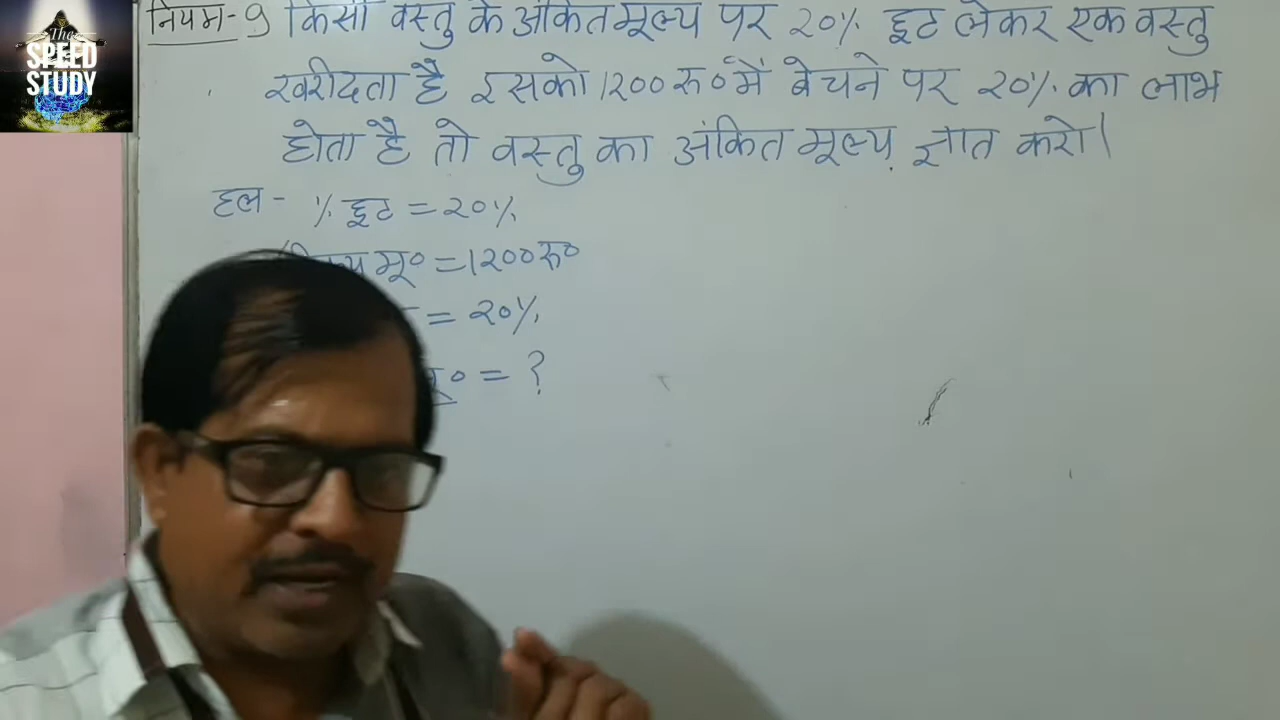 The
SPEED
STUDY
नियम-9 किसी वस्तु के अंकित मूल्य पर 20% छूट लेकर एक वस्तु
खरीदता है इसको 1200 रु० में बेचने पर 20% का लाभ
होता है तो वस्तु का अंकित मूल्य ज्ञात करो।
हल- % छूट = 20%
मू० = 1200 रु०
= 20%
मू० = ?